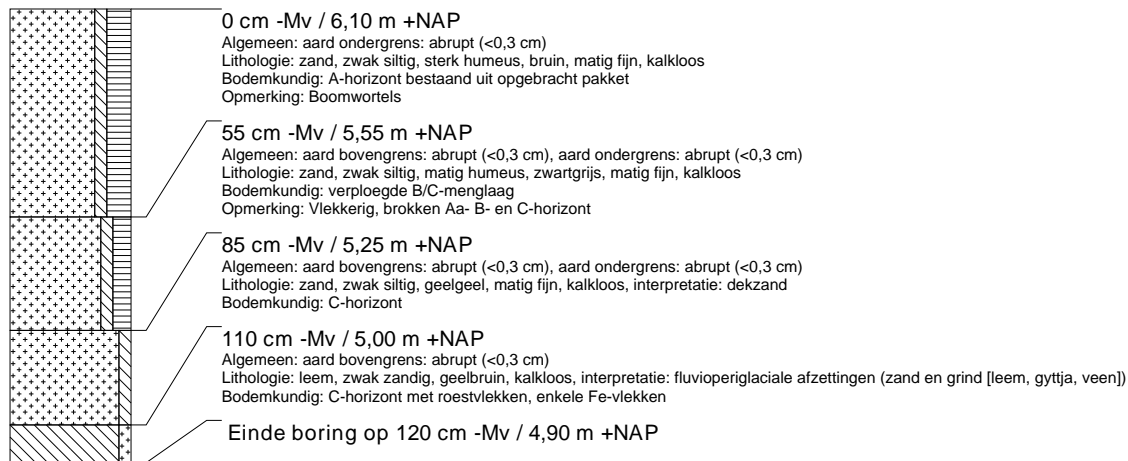 0 cm -Mv / 6,10 m +NAP
Algemeen: aard ondergrens: abrupt (<0,3 cm)
Lithologie: zand, zwak siltig, sterk humeus, bruin, matig fijn, kalkloos
Bodemkundig: A-horizont bestaand uit opgebracht pakket
Opmerking: Boomwortels
55 cm -Mv / 5,55 m +NAP
Algemeen: aard bovengrens: abrupt (<0,3 cm), aard ondergrens: abrupt (<0,3 cm)
Lithologie: zand, zwak siltig, matig humeus, zwartgrijs, matig fijn, kalkloos
Bodemkundig: verploegde B/C-menglaag
Opmerking: Vlekkerig, brokken Aa- B- en C-horizont
85 cm -Mv / 5,25 m +NAP
Algemeen: aard bovengrens: abrupt (<0,3 cm), aard ondergrens: abrupt (<0,3 cm)
Lithologie: zand, zwak siltig, geelgeel, matig fijn, kalkloos, interpretatie: dekzand
Bodemkundig: C-horizont
110 cm -Mv / 5,00 m +NAP
Algemeen: aard bovengrens: abrupt (<0,3 cm)
Lithologie: leem, zwak zandig, geelbruin, kalkloos, interpretatie: fluvioperiglaciale afzettingen (zand en grind [leem, gyttja, veen])
Bodemkundig: C-horizont met roestvlekken, enkele Fe-vlekken
Einde boring op 120 cm -Mv / 4,90 m +NAP